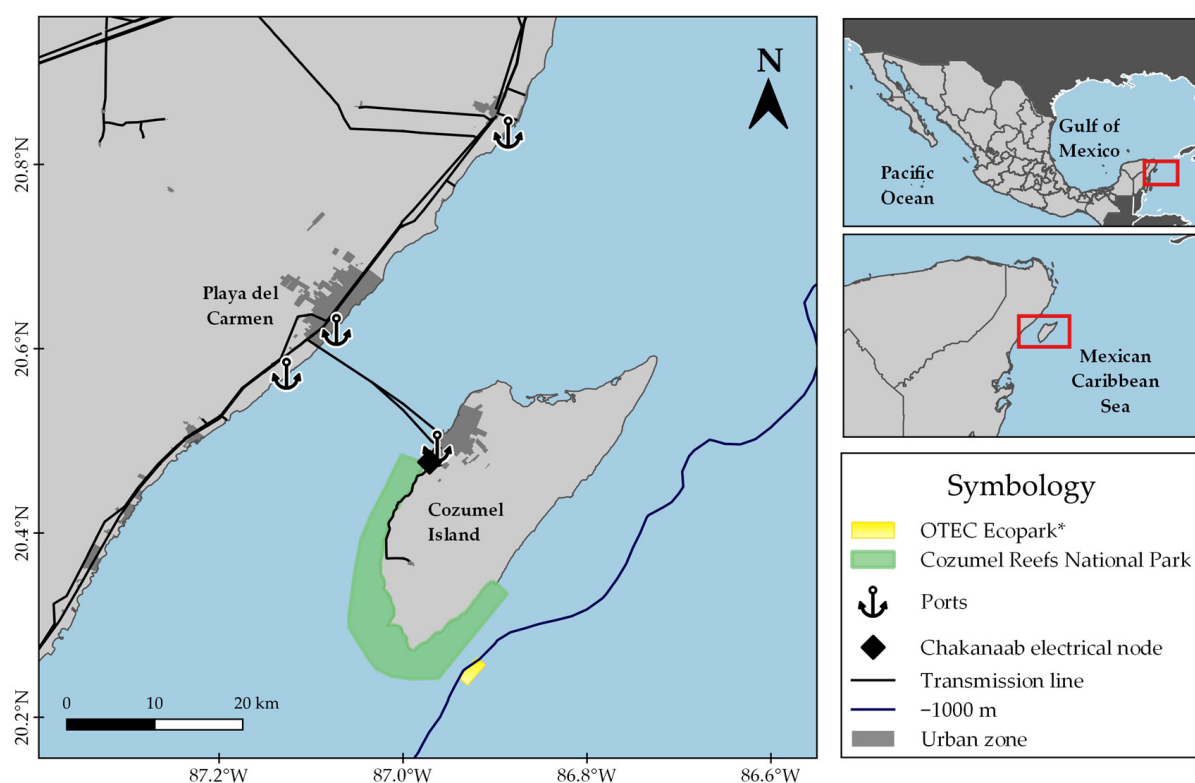 N
Playa del
Carmen
Cozumel
Island
0
10
20 km
20.8°N
20.6°N
20.4°N
20.2°N
87.2°W
87.0°W
86.8°W
86.6°W
Gulf of
Mexico
Pacific
Ocean
Mexican
Caribbean
Sea
Symbology
OTEC Ecopark*
Cozumel Reefs National Park
Ports
Chakanaab electrical node
Transmission line
−1000 m
Urban zone